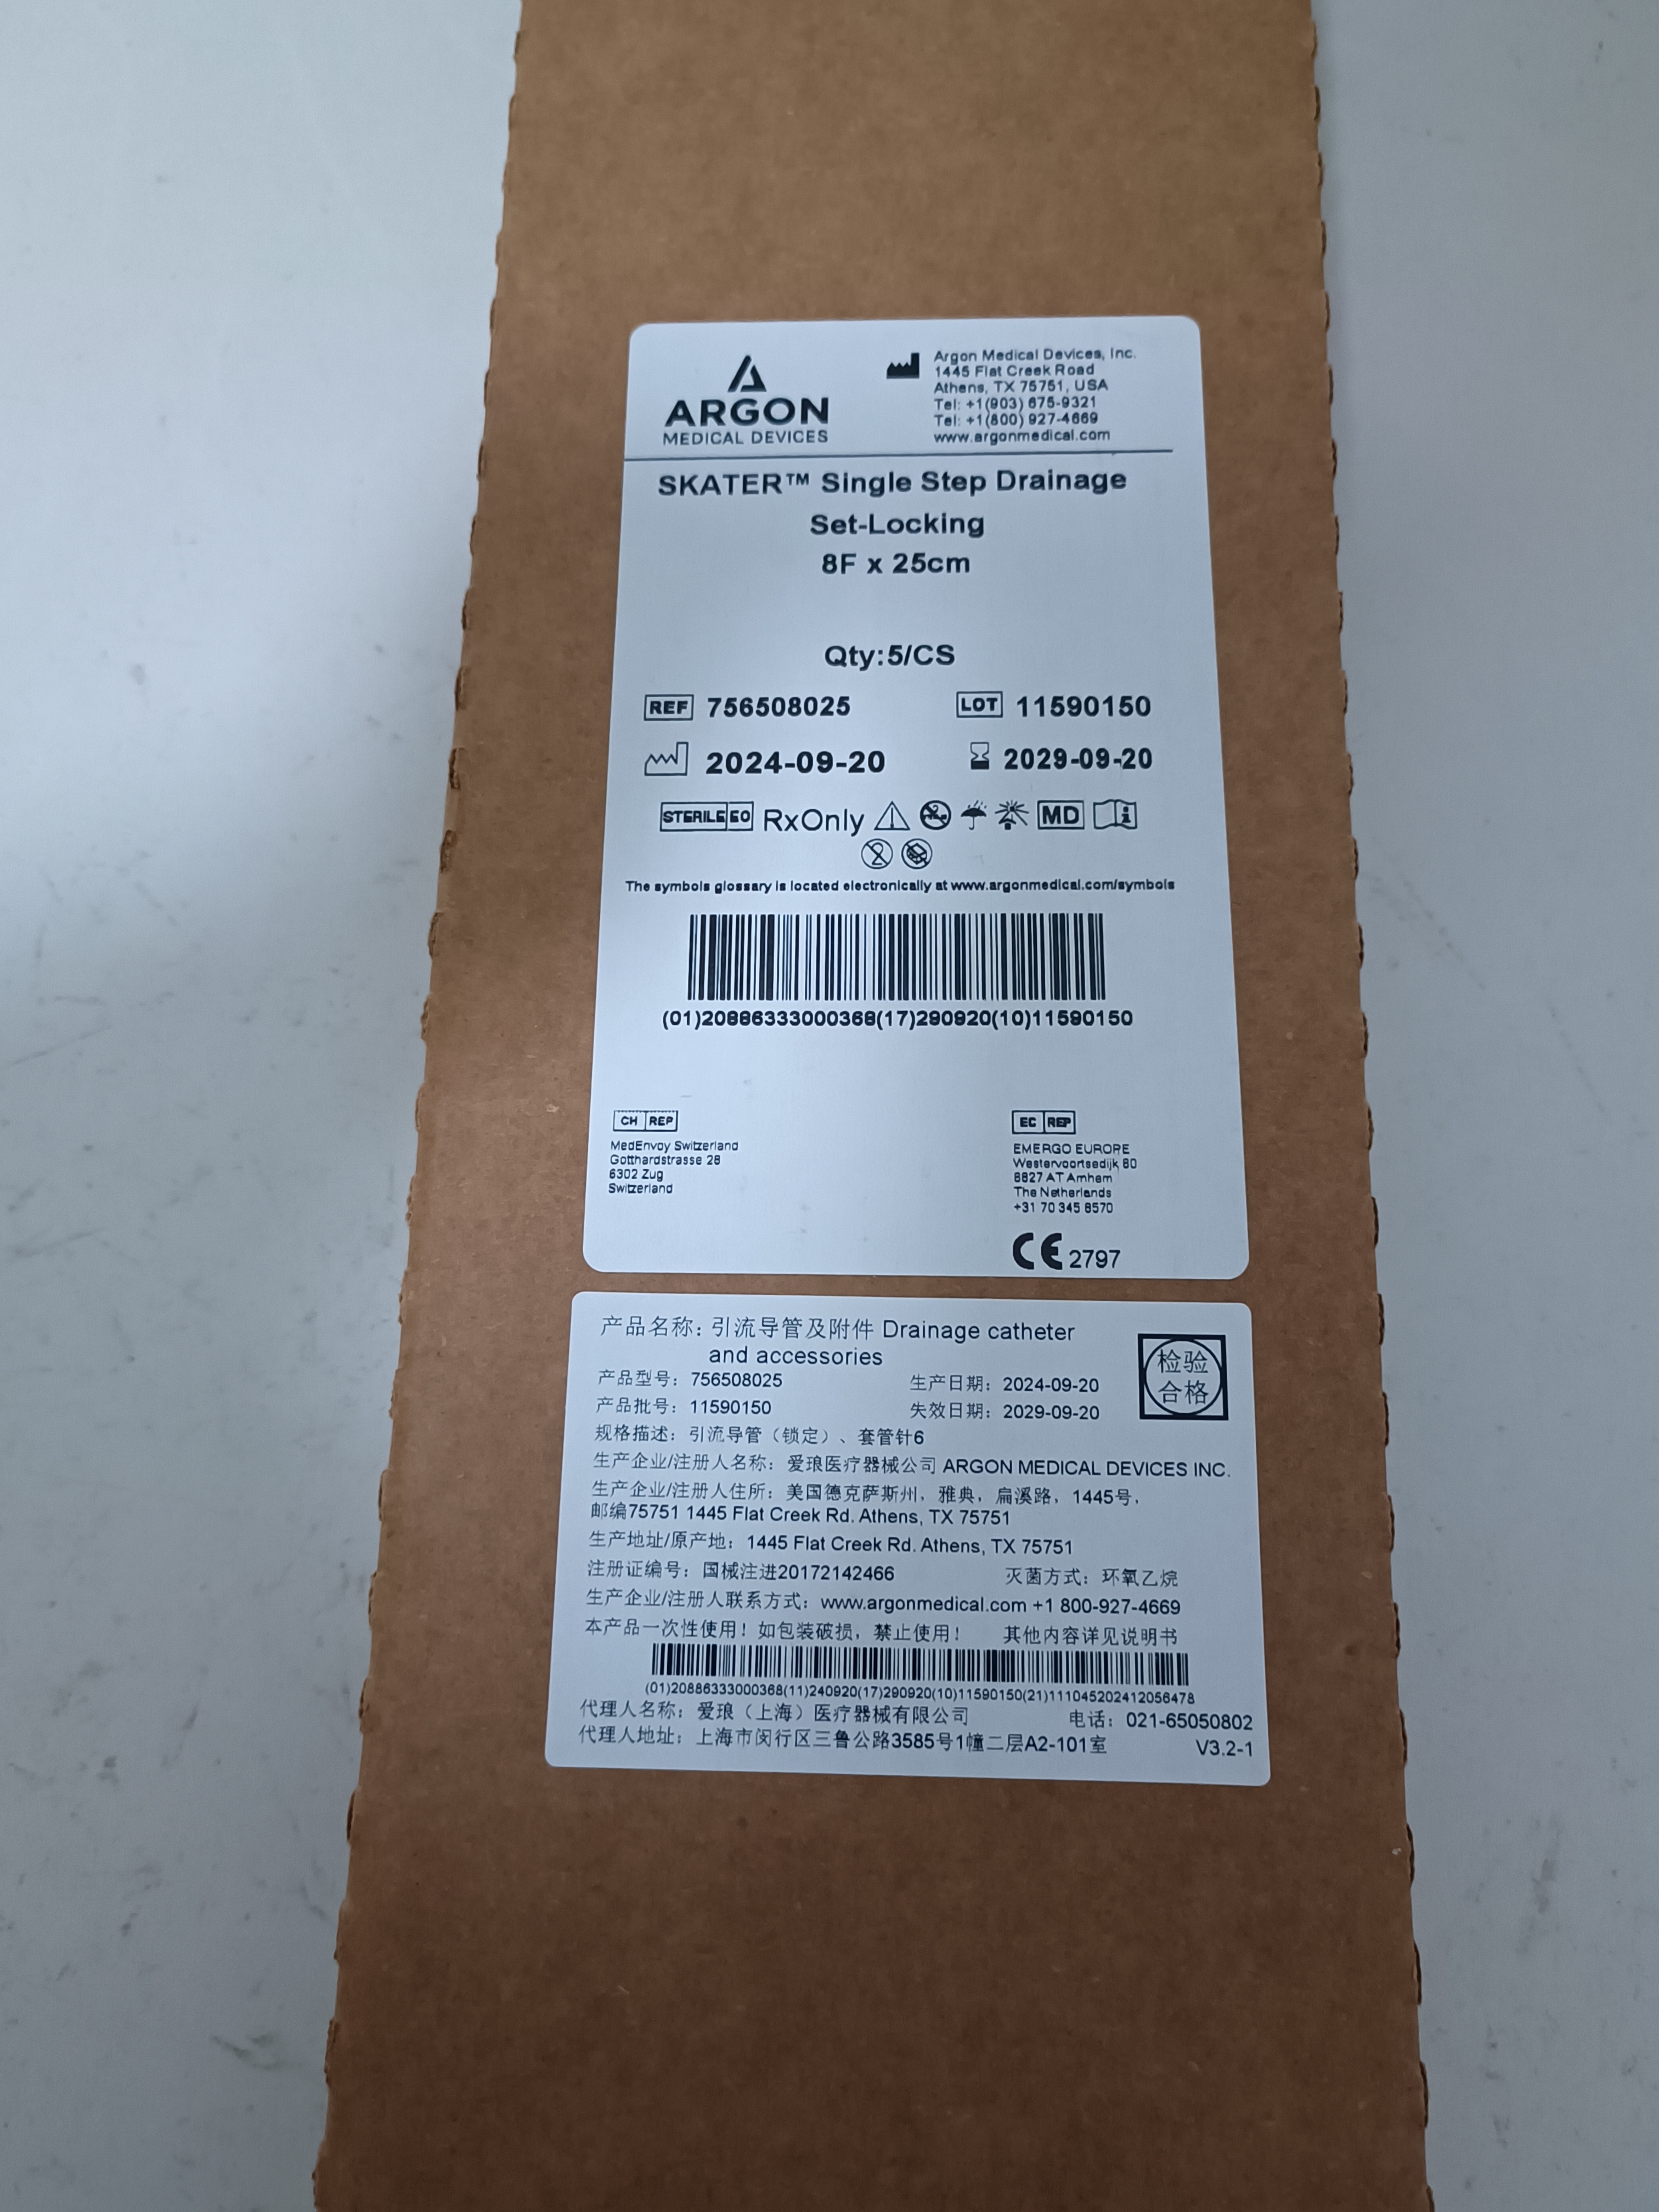 ARGON
MEDICAL DEVICES
Argon Medical Devices, Inc.
1445 Flat Creek Road
Athens, TX 75751, USA
Tel: +1(903) 675-9321
Tel: +1(800) 927-4669
www.argonmedical.com
SKATER™ Single Step Drainage
Set-Locking
8F x 25cm
Qty:5/CS
REF 756508025 LOT 11590150
2024-09-20 2029-09-20
STERILE EO RxOnly MD i
2
The symbols glossary is located electronically at www.argonmedical.com/symbols
(01)20886333000368(17)290920(10)11590150
CH REP
MedEnvoy Switzerland
Gotthardstrasse 28
6302 Zug
Switzerland
EC REP
EMERGO EUROPE
Westervoortsedijk 60
6827 AT Arnhem
The Netherlands
+31 70 345 8570
CE 2797
产品名称：引流导管及附件 Drainage catheter
and accessories
检验
合格
产品型号：756508025 生产日期：2024-09-20
产品批号：11590150 失效日期：2029-09-20
规格描述：引流导管（锁定）、套管针6
生产企业/注册人名称：爱琅医疗器械公司 ARGON MEDICAL DEVICES INC.
生产企业/注册人住所：美国德克萨斯州，雅典，扁溪路，1445号，
邮编75751 1445 Flat Creek Rd. Athens, TX 75751
生产地址/原产地：1445 Flat Creek Rd. Athens, TX 75751
注册证编号：国械注进20172142466 灭菌方式：环氧乙烷
生产企业/注册人联系方式：www.argonmedical.com +1 800-927-4669
本产品一次性使用！如包装破损，禁止使用！ 其他内容详见说明书
(01)20886333000368(11)240920(17)290920(10)11590150(21)111045202412056478
代理人名称：爱琅（上海）医疗器械有限公司 电话：021-65050802
代理人地址：上海市闵行区三鲁公路3585号1幢二层A2-101室 V3.2-1